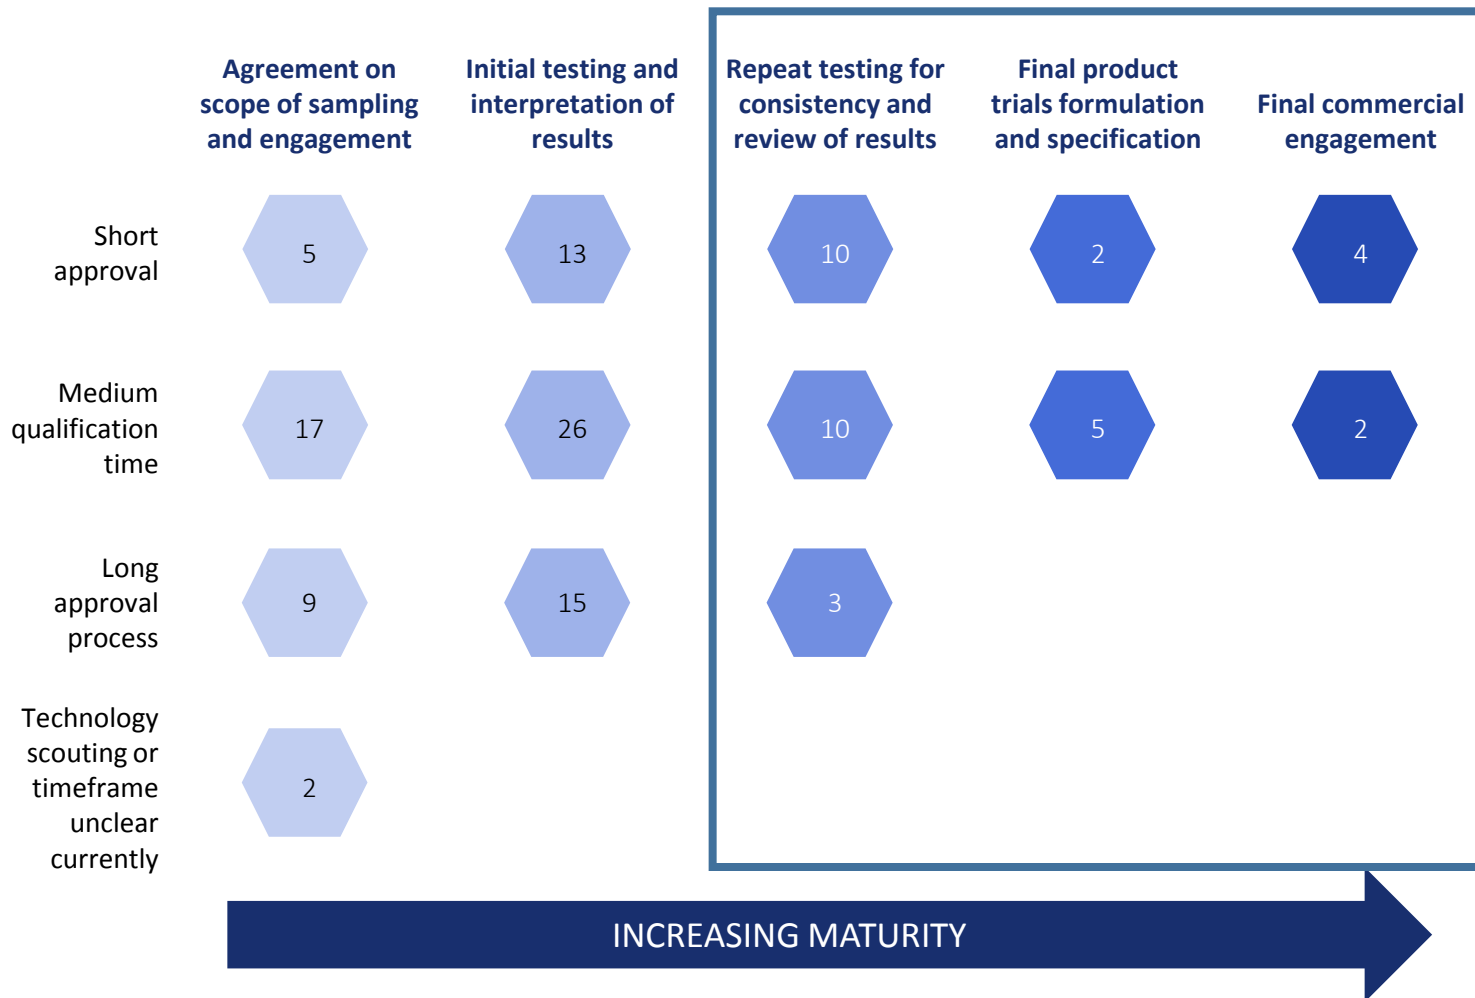 Agreement on
scope of sampling
and engagement
Initial testing and
interpretation of
results
Repeat testing for
consistency and
review of results
Final product
trials formulation
and specification
Final commercial
engagement
Short
approval
5
13
10
2
4
Medium
qualification
time
17
26
10
5
2
Long
approval
process
9
15
3
Technology
scouting or
timeframe
unclear
currently
2
INCREASING MATURITY